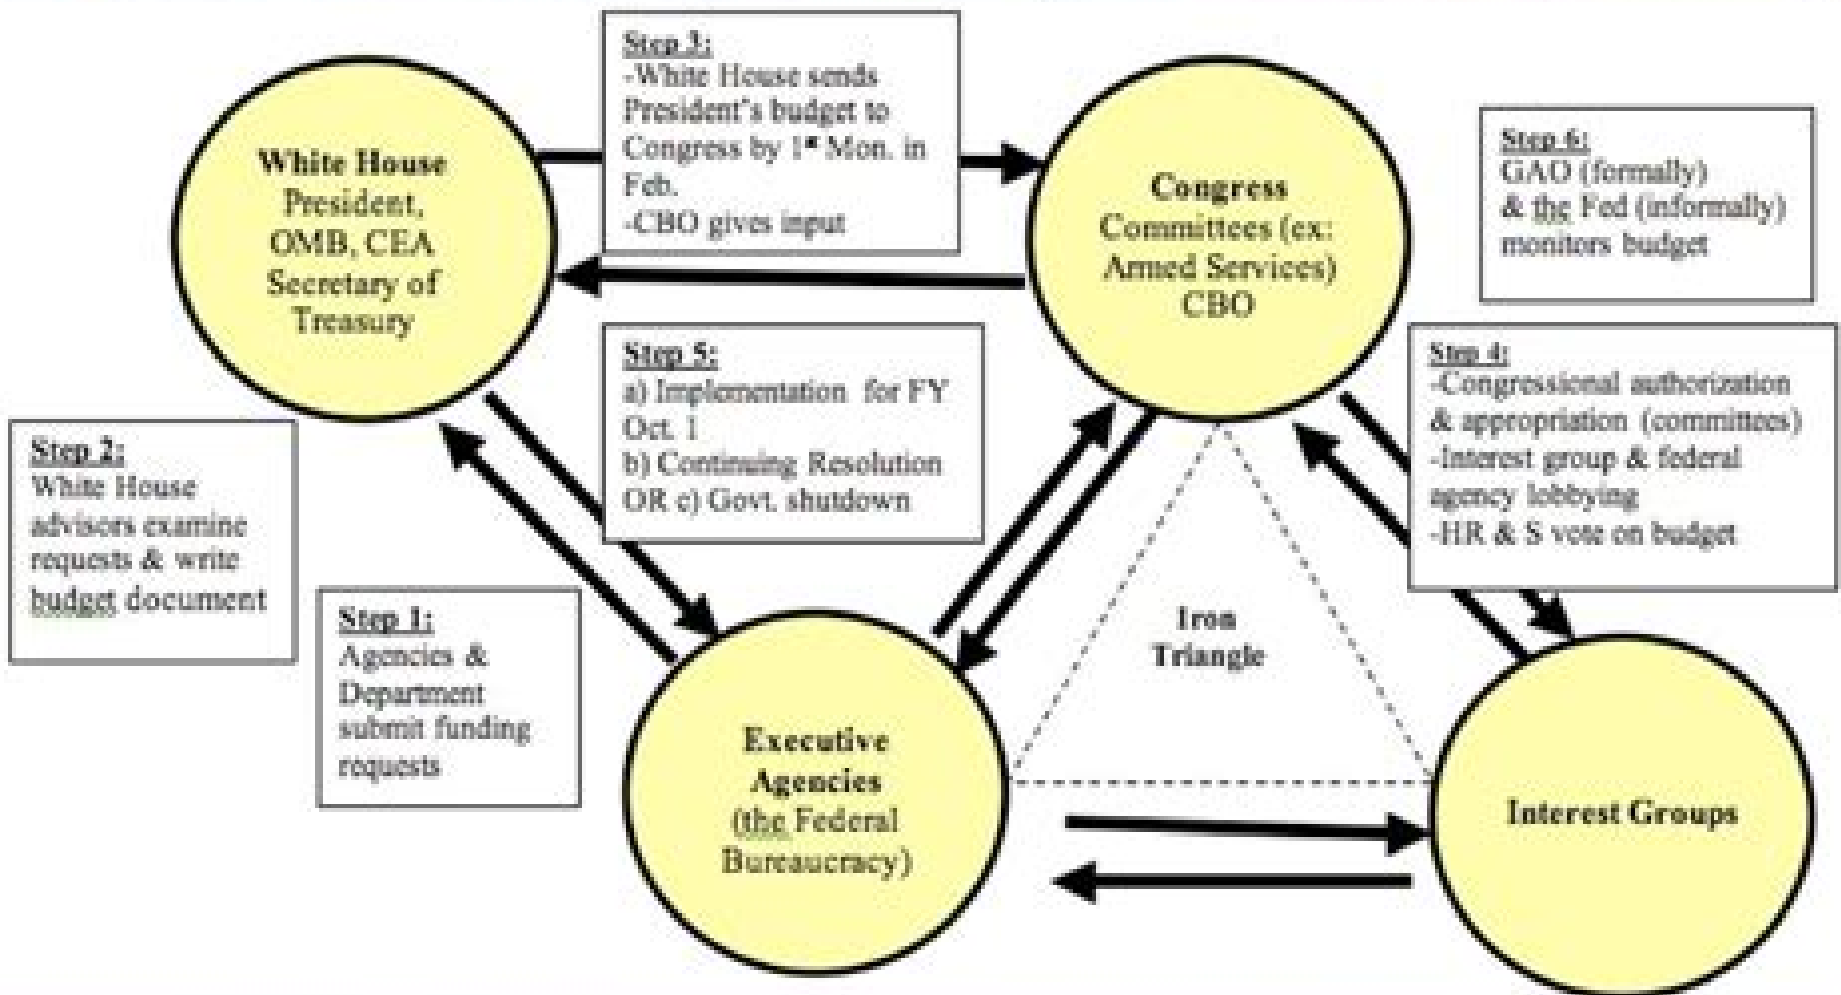 Step 3:
-White House sends
President's budget to
Congress by 1st Mon. in
Feb.
-CBO gives input
White House
President,
OMB, CEA
Secretary of
Treasury
Congress
Committees (ex:
Armed Services)
CBO
Step 6:
GAO (formally)
& the Fed (informally)
monitors budget
Step 5:
a) Implementation for FY
Oct. 1
b) Continuing Resolution
OR c) Govt. shutdown
Step 4:
-Congressional authorization
& appropriation (committees)
-Interest group & federal
agency lobbying
-HR & S vote on budget
Step 2:
White House
advisors examine
requests & write
budget document
Step 1:
Agencies &
Department
submit funding
requests
Iron
Triangle
Executive
Agencies
(the Federal
Bureaucracy)
Interest Groups